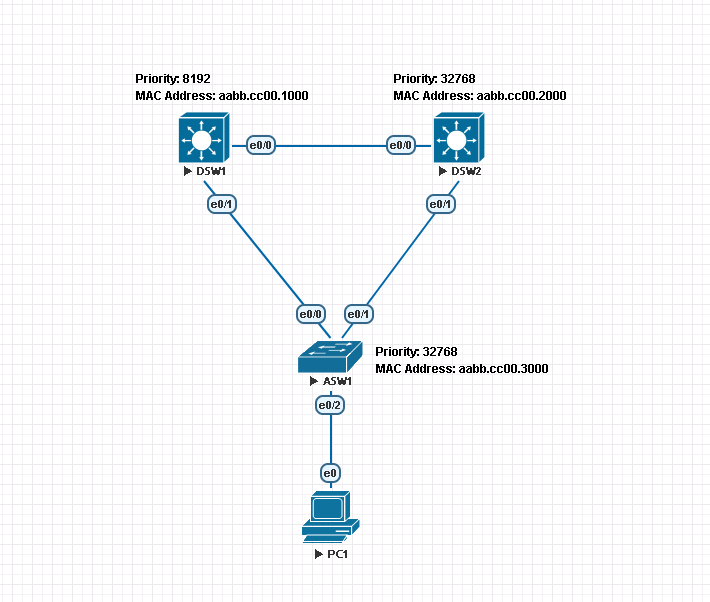 Priority: 8192
MAC Address: aabb.cc00.1000
Priority: 32768
MAC Address: aabb.cc00.2000
e0/0
e0/0
DSW1
DSW2
e0/1
e0/1
e0/0
e0/1
Priority: 32768
MAC Address: aabb.cc00.3000
ASW1
e0/2
e0
PC1